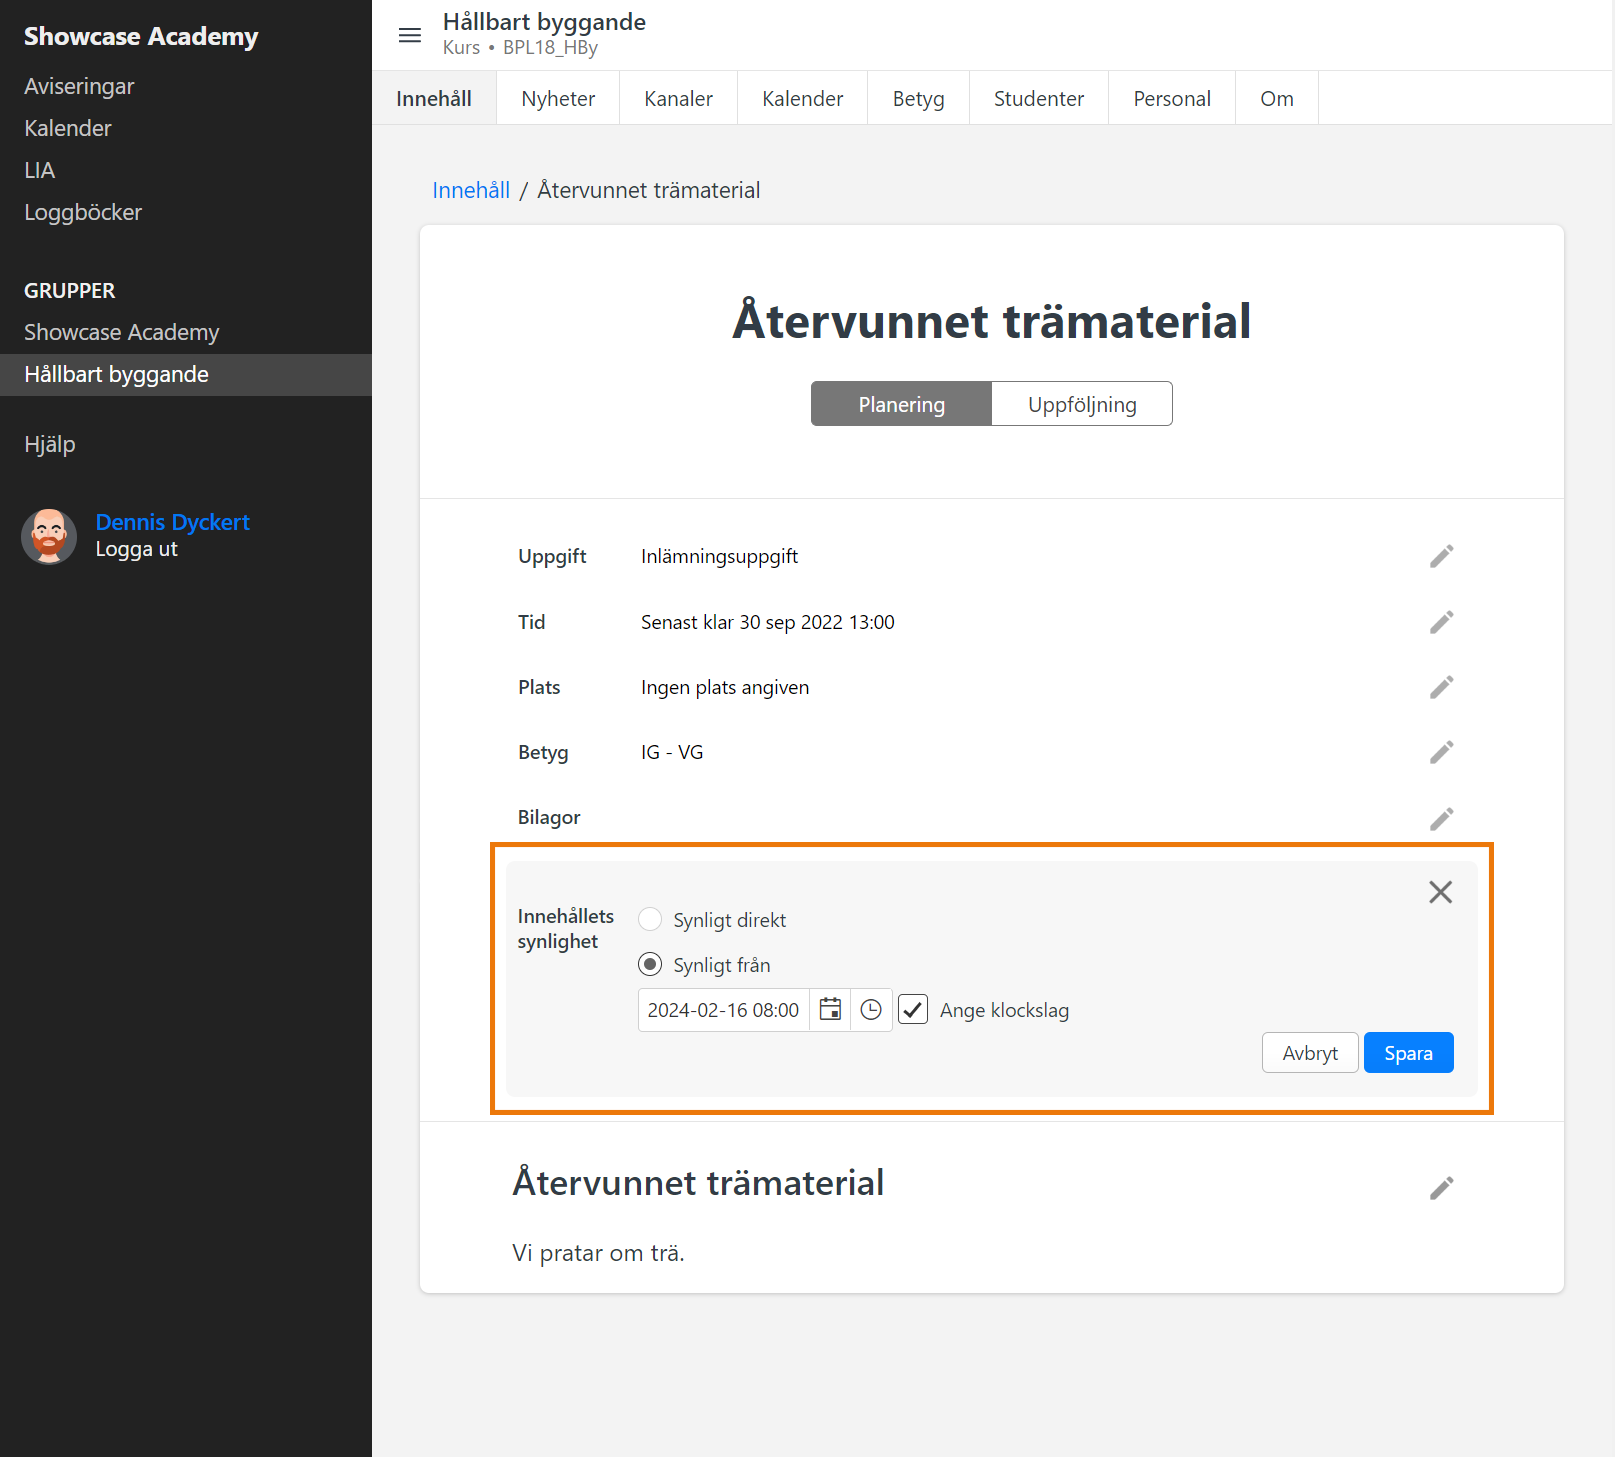 Showcase Academy
Aviseringar
Kalender
LIA
Loggböcker
GRUPPER
Showcase Academy
Hållbart byggande
Hjälp
Dennis Dyckert
Logga ut
Hållbart byggande
Kurs • BPL18_HBy
Innehåll Nyheter Kanaler Kalender Betyg Studenter Personal Om
Innehåll / Återvunnet trämaterial
Återvunnet trämaterial
Planering Uppföljning
Uppgift Inlämningsuppgift
Tid Senast klar 30 sep 2022 13:00
Plats Ingen plats angiven
Betyg IG - VG
Bilagor
Innehållets synlighet
Synligt direkt
Synligt från
2024-02-16 08:00 Ange klockslag
Avbryt Spara
Återvunnet trämaterial
Vi pratar om trä.